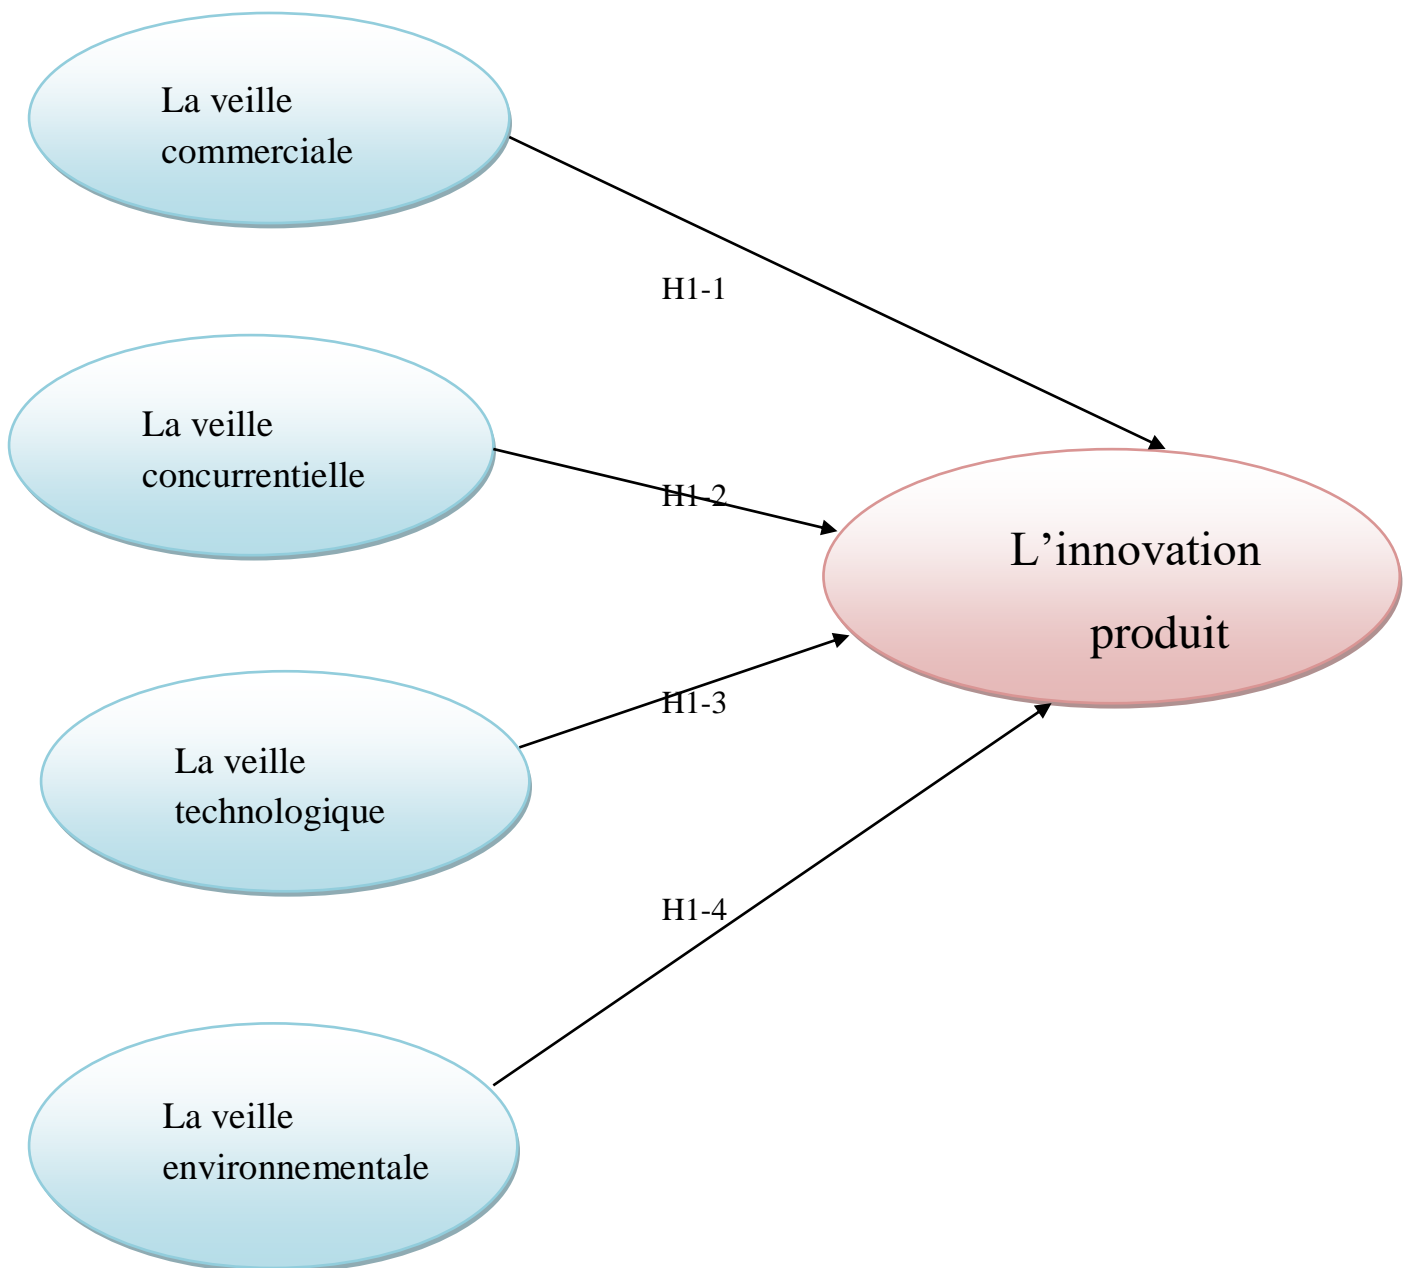 La veille
commerciale
H1-1
La veille
concurrentielle
H1-2
L’innovation
produit
H1-3
La veille
technologique
H1-4
La veille
environnementale